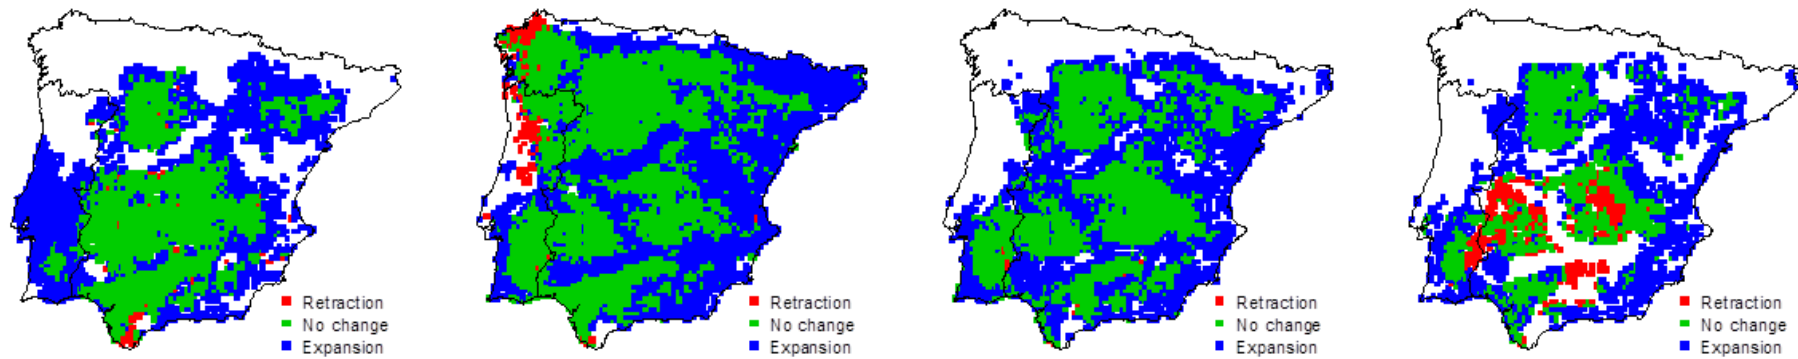 Retraction
No change
Expansion
Retraction
No change
Expansion
Retraction
No change
Expansion
Retraction
No change
Expansion